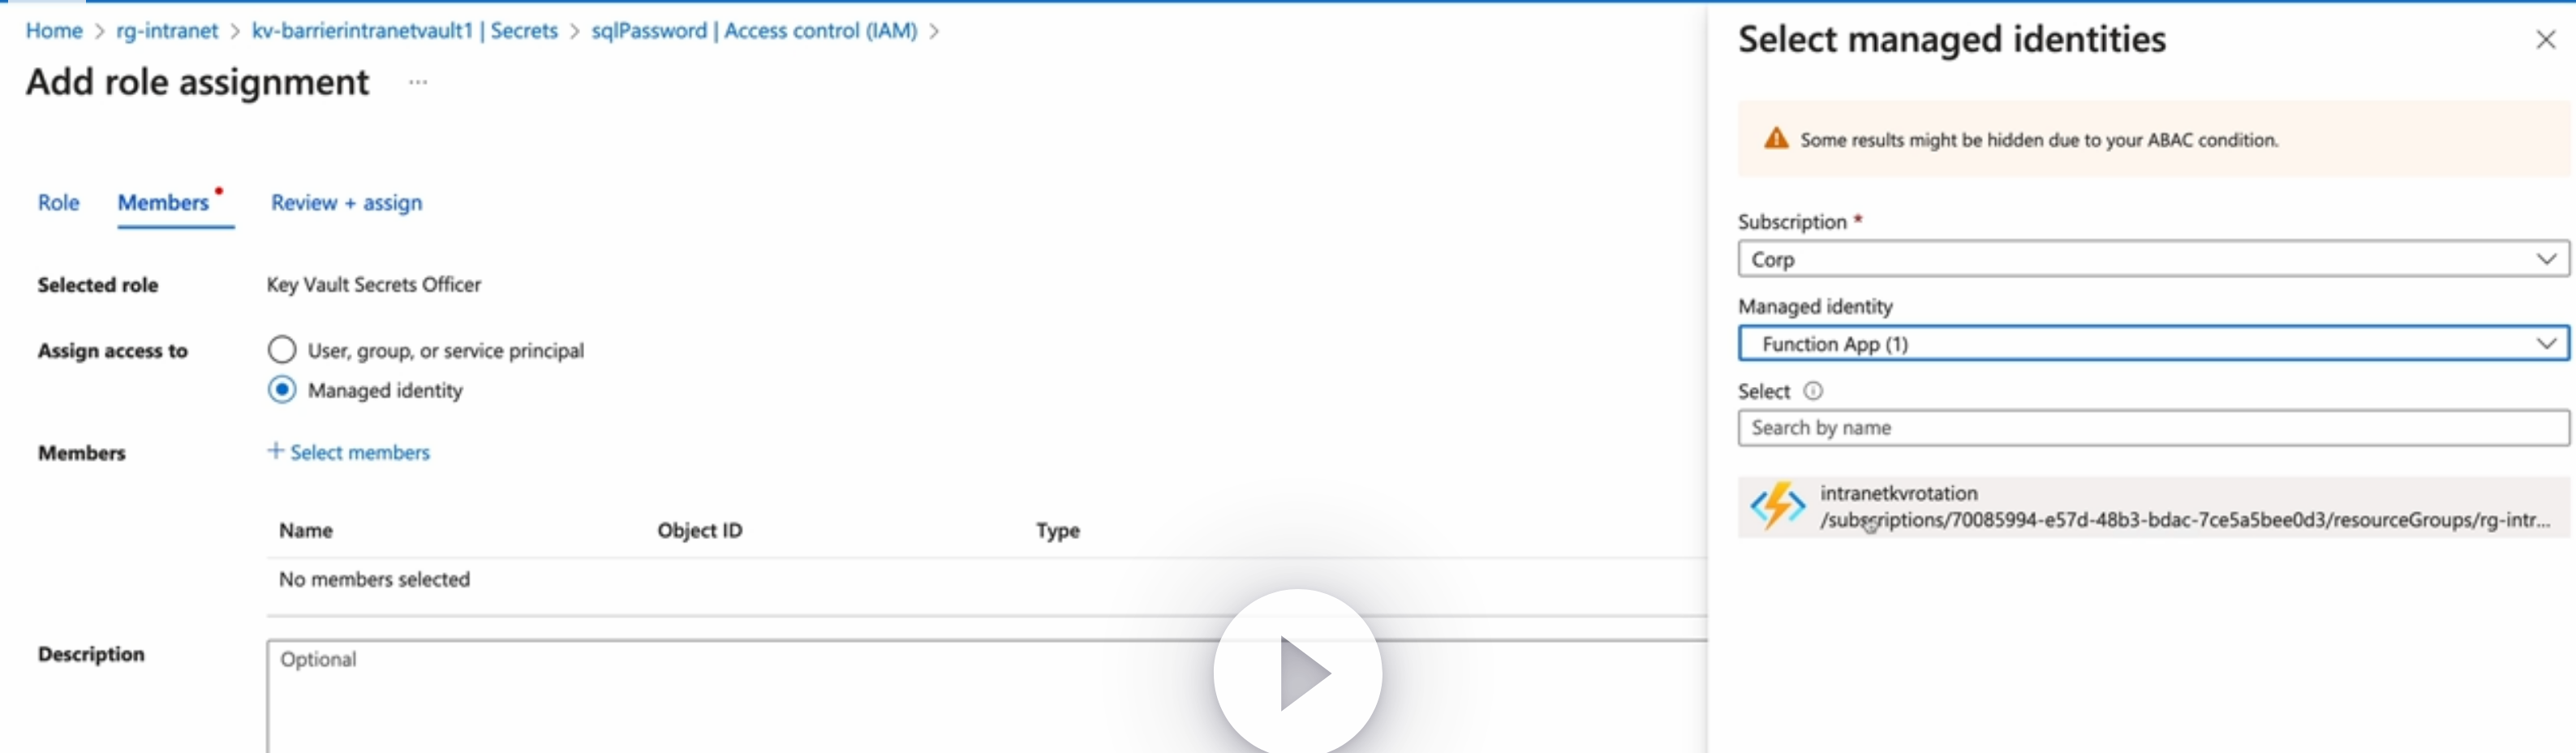 Home > rg-intranet > kv-barrierintranetvault1 | Secrets > sqlPassword | Access control (IAM) >
Add role assignment ...
Role Members Review + assign
Selected role Key Vault Secrets Officer
Assign access to User, group, or service principal
Managed identity
Members + Select members
Name Object ID Type
No members selected
Description Optional
Select managed identities
Some results might be hidden due to your ABAC condition.
Subscription *
Corp
Managed identity
Function App (1)
Select
Search by name
intranetkvrotation
/subscriptions/70085994-e57d-48b3-bdac-7ce5a5bee0d3/resourceGroups/rg-intr...